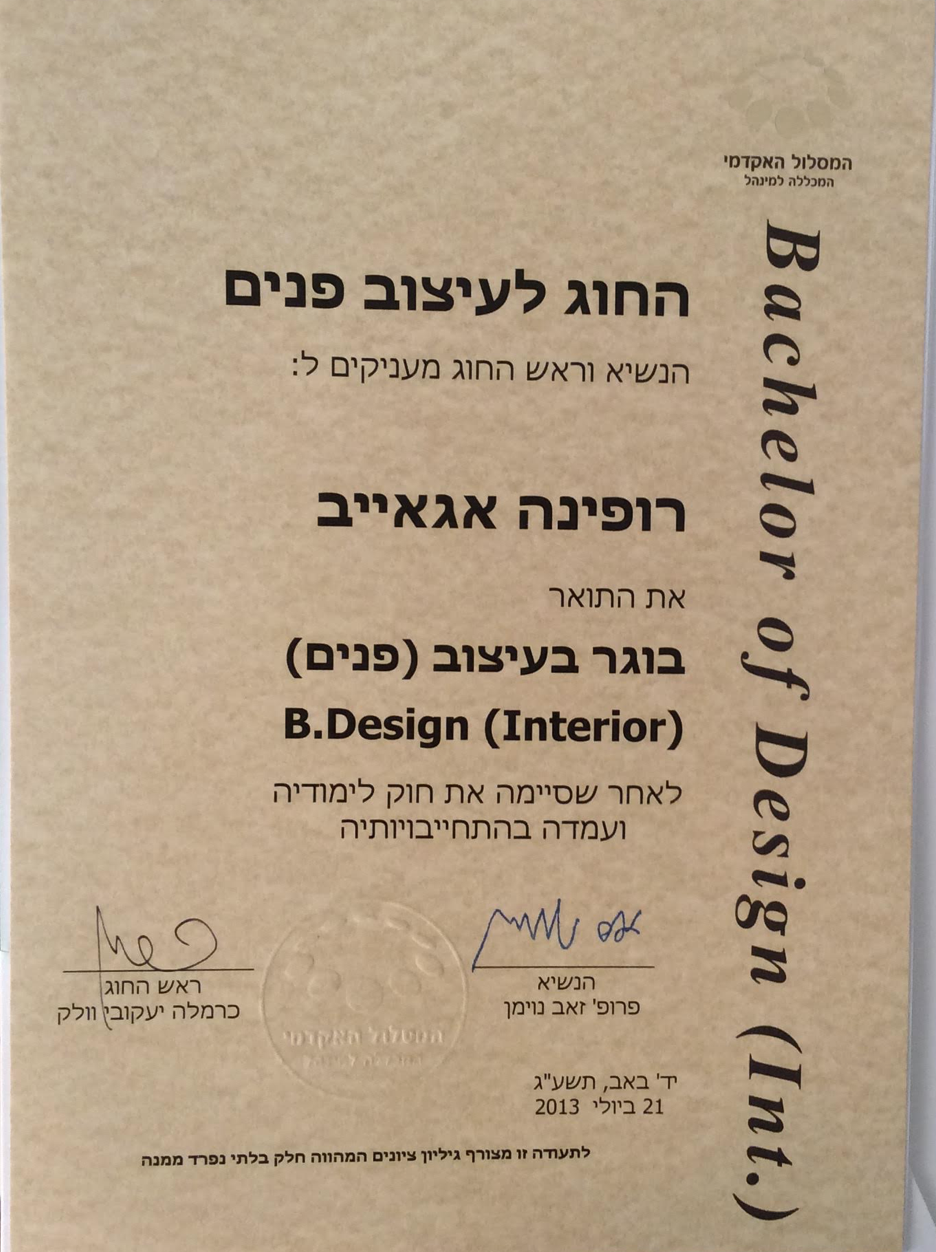 המסלול האקדמי
המכללה למינהל
Bachelor of Design (Int.)
החוג לעיצוב פנים
הנשיא וראש החוג מעניקים ל:
רופינה אגאייב
את התואר
בוגר בעיצוב (פנים)
B.Design (Interior)
לאחר שסיימה את חוק לימודיה
ועמדה בהתחייבויותיה
הנשיא
פרופ' זאב נוימן
ראש החוג
כרמלה יעקובי וולק
המסלול האקדמי
המכללה למינהל
יד' באב, תשע"ג
21 ביולי 2013
לתעודה זו מצורף גיליון ציונים המהווה חלק בלתי נפרד ממנה